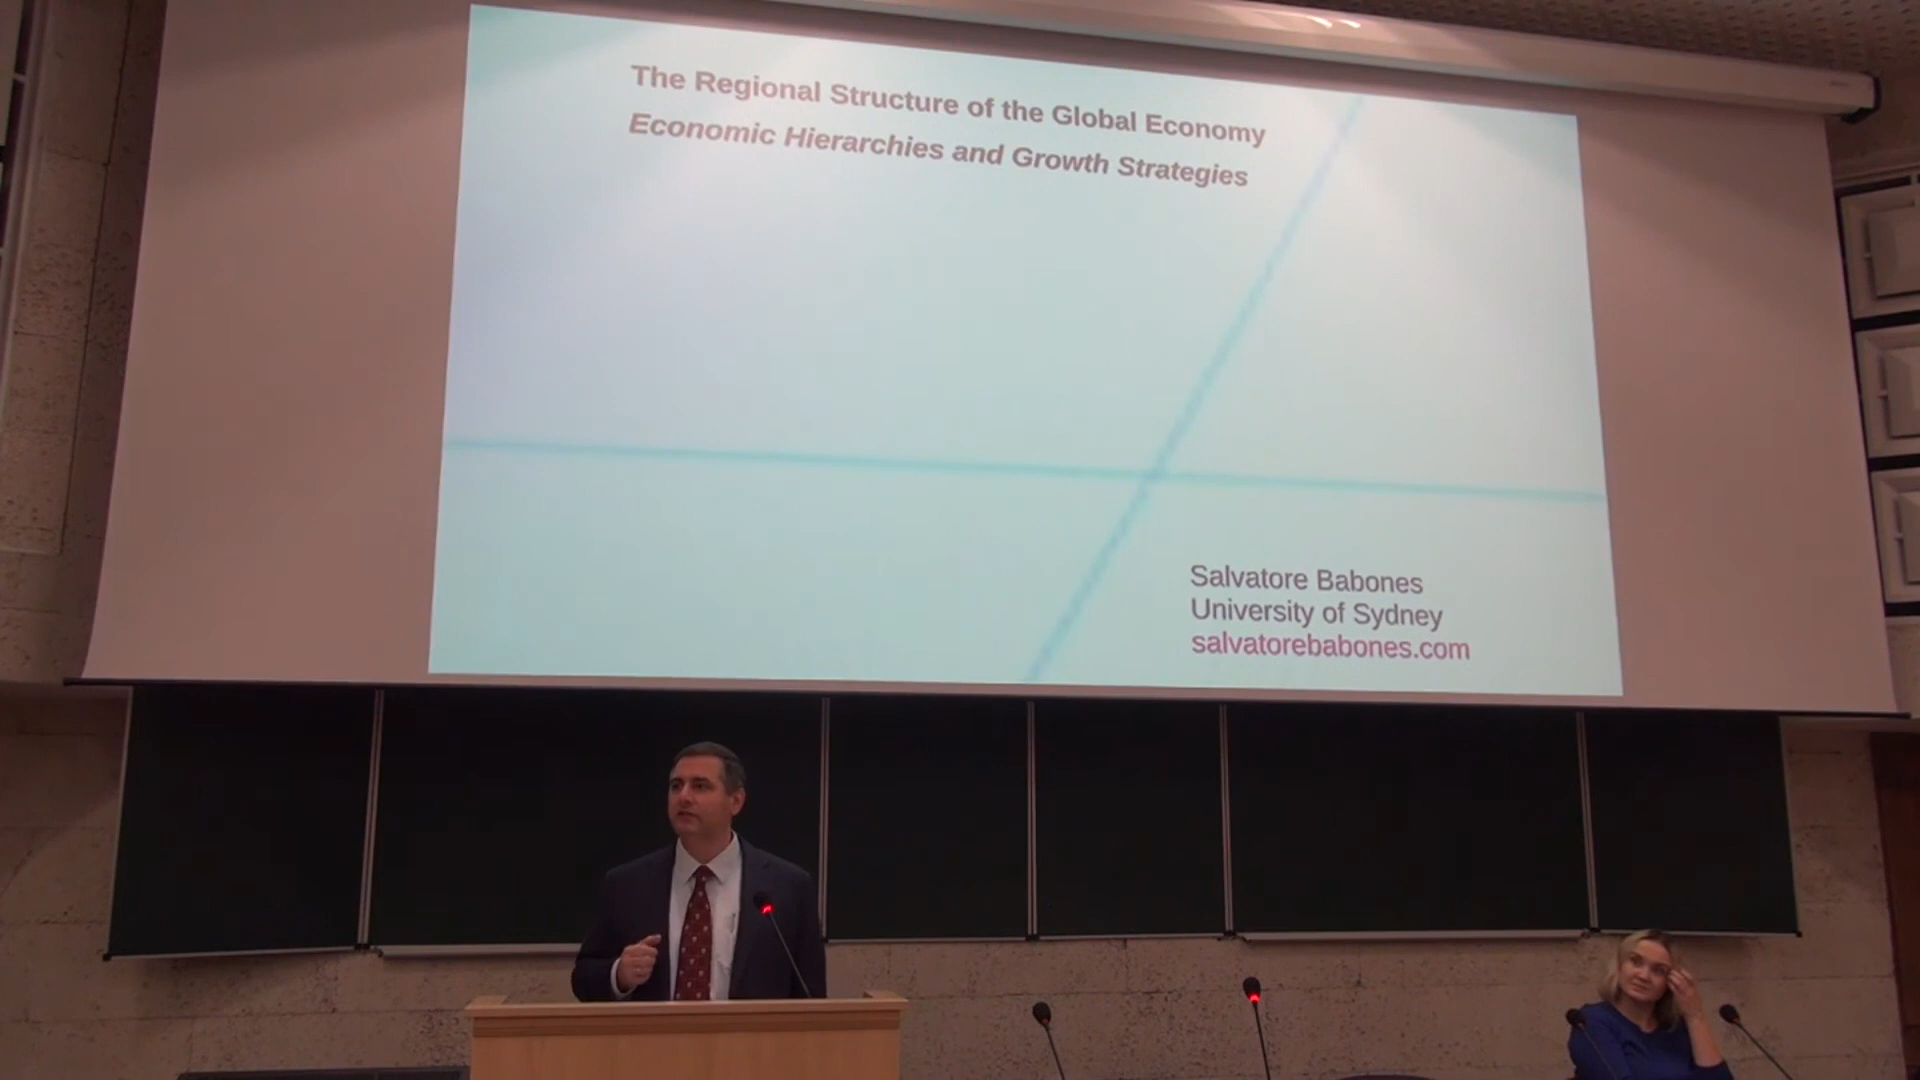 The Regional Structure of the Global Economy
Economic Hierarchies and Growth Strategies
Salvatore Babones
University of Sydney
salvatorebabones.com